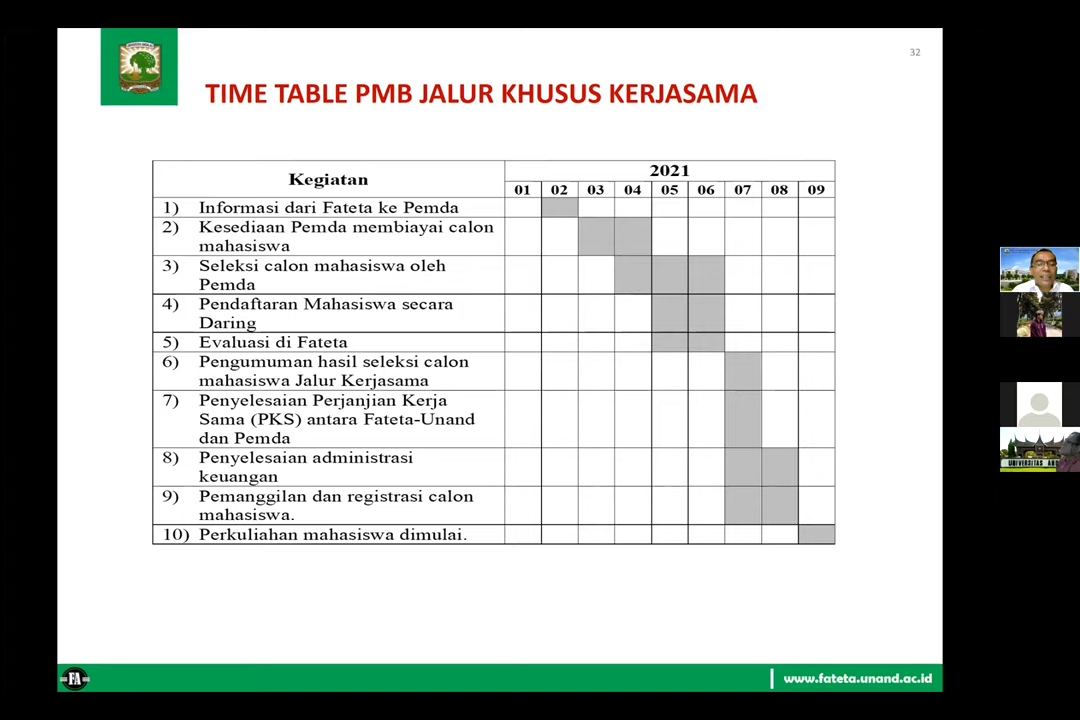 32
TIME TABLE PMB JALUR KHUSUS KERJASAMA
Kegiatan
2021
01 02 03 04 05 06 07 08 09
1) Informasi dari Fateta ke Pemda
2) Kesediaan Pemda membiayai calon
mahasiswa
3) Seleksi calon mahasiswa oleh
Pemda
4) Pendaftaran Mahasiswa secara
Daring
5) Evaluasi di Fateta
6) Pengumuman hasil seleksi calon
mahasiswa Jalur Kerjasama
7) Penyelesaian Perjanjian Kerja
Sama (PKS) antara Fateta-Unand
dan Pemda
8) Penyelesaian administrasi
keuangan
9) Pemanggilan dan registrasi calon
mahasiswa.
10) Perkuliahan mahasiswa dimulai.
FA
www.fateta.unand.ac.id
UNIVERSITAS AND